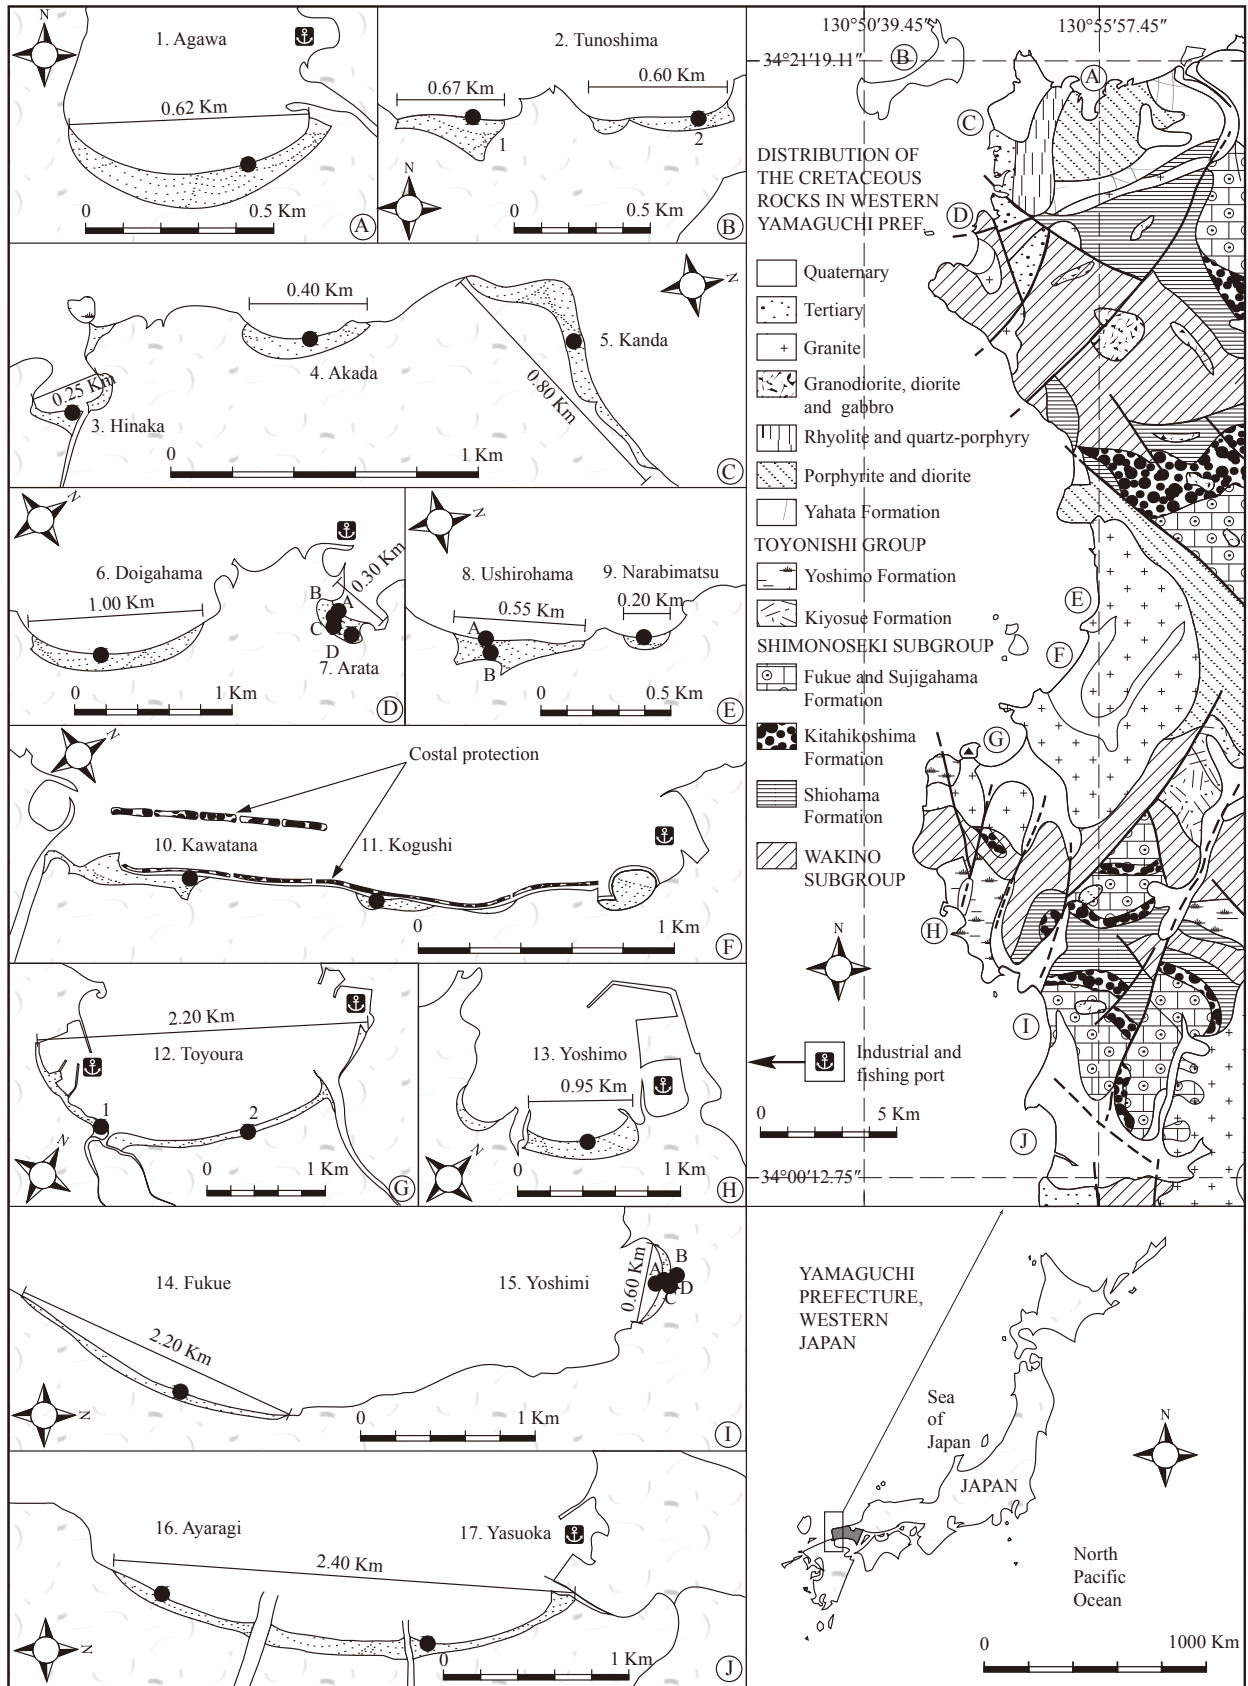 N
1. Agawa
0.62 Km
0
0.5 Km
A
2. Tunoshima
0.67 Km
0.60 Km
1
2
N
0
0.5 Km
B
N
0.40 Km
0.25 Km
3. Hinaka
4. Akada
5. Kanda
0.80 Km
0
1 Km
C
N
6. Doigahama
1.00 Km
0.30 Km
B
A
C
D
7. Arata
0
1 Km
D
N
8. Ushirohama
9. Narabimatsu
0.55 Km
0.20 Km
A
B
0
0.5 Km
E
N
Costal protection
10. Kawatana
11. Kogushi
0
1 Km
F
2.20 Km
12. Toyoura
1
2
N
0
1 Km
G
13. Yoshimo
0.95 Km
N
0
1 Km
H
14. Fukue
15. Yoshimi
2.20 Km
0.60 Km
A
B
C
D
N
0
1 Km
I
16. Ayaragi
17. Yasuoka
2.40 Km
N
0
1 Km
J
130°50′39.45″
130°55′57.45″
34°21′19.11″
B
A
C
D
E
F
G
H
I
J
DISTRIBUTION OF
THE CRETACEOUS
ROCKS IN WESTERN
YAMAGUCHI PREF.
Quaternary
Tertiary
Granite
Granodiorite, diorite
and gabbro
Rhyolite and quartz-porphyry
Porphyrite and diorite
Yahata Formation
TOYONISHI GROUP
Yoshimo Formation
Kiyosue Formation
SHIMONOSEKI SUBGROUP
Fukue and Sujigahama
Formation
Kitahikoshima
Formation
Shiohama
Formation
WAKINO
SUBGROUP
N
Industrial and
fishing port
0
5 Km
34°00′12.75″
YAMAGUCHI
PREFECTURE,
WESTERN
JAPAN
Sea
of
Japan
JAPAN
N
North
Pacific
Ocean
0
1000 Km